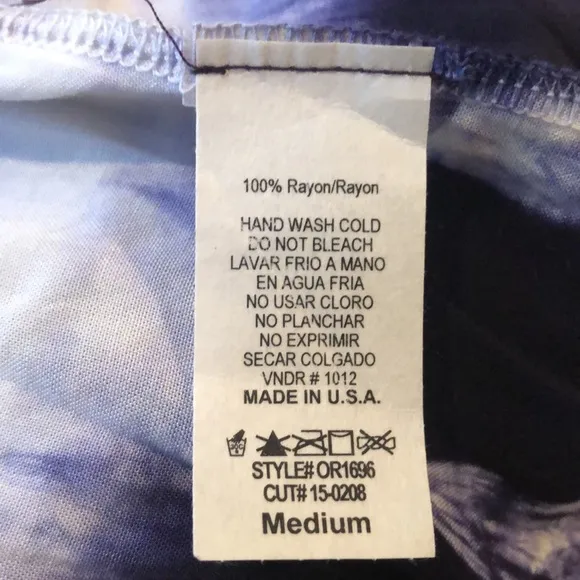 100% Rayon/Rayon
HAND WASH COLD
DO NOT BLEACH
LAVAR FRIO A MANO
EN AGUA FRIA
NO USAR CLORO
NO PLANCHAR
NO EXPRIMIR
SECAR COLGADO
VNDR # 1012
MADE IN U.S.A.
STYLE# OR1696
CUT# 15-0208
Medium